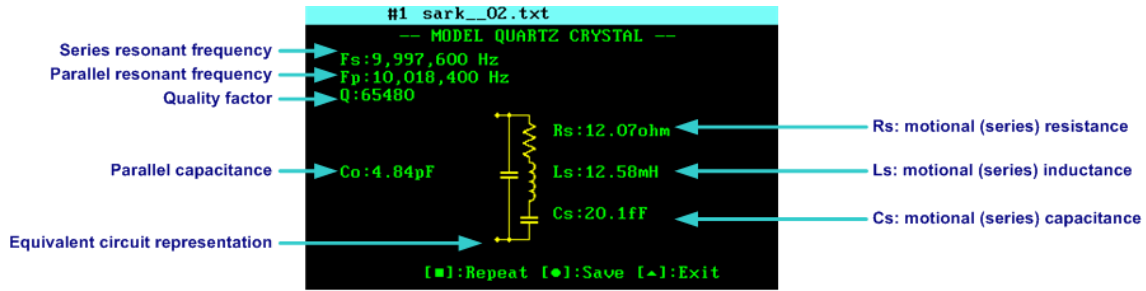 #1 sark__02.txt
-- MODEL QUARTZ CRYSTAL --
Series resonant frequency
Fs:9,997,600 Hz
Parallel resonant frequency
Fp:10,018,400 Hz
Quality factor
Q:65480
Rs:12.07ohm
Rs: motional (series) resistance
Parallel capacitance
Co:4.84pF
Ls:12.58mH
Ls: motional (series) inductance
Cs:20.1fF
Cs: motional (series) capacitance
Equivalent circuit representation
[■]:Repeat [●]:Save [▲]:Exit